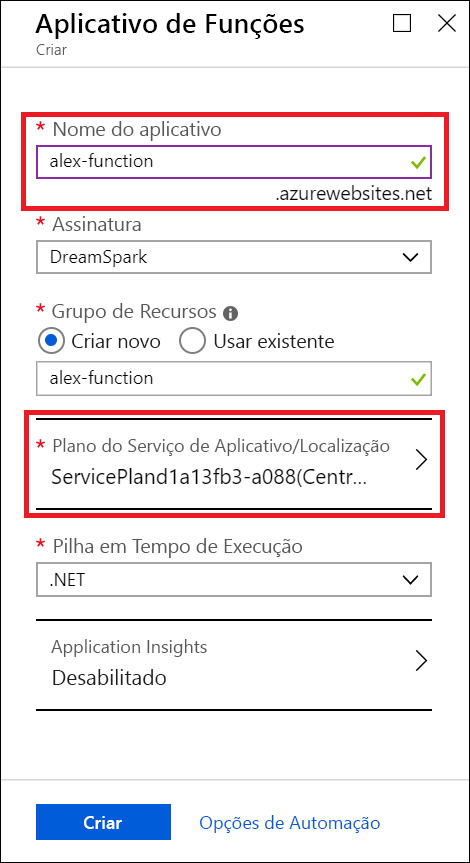 Aplicativo de Funções
Criar
* Nome do aplicativo
alex-function
.azurewebsites.net
* Assinatura
DreamSpark
* Grupo de Recursos
Criar novo Usar existente
alex-function
* Plano do Serviço de Aplicativo/Localização
ServicePland1a13fb3-a088(Centr...
* Pilha em Tempo de Execução
.NET
Application Insights
Desabilitado
Criar Opções de Automação